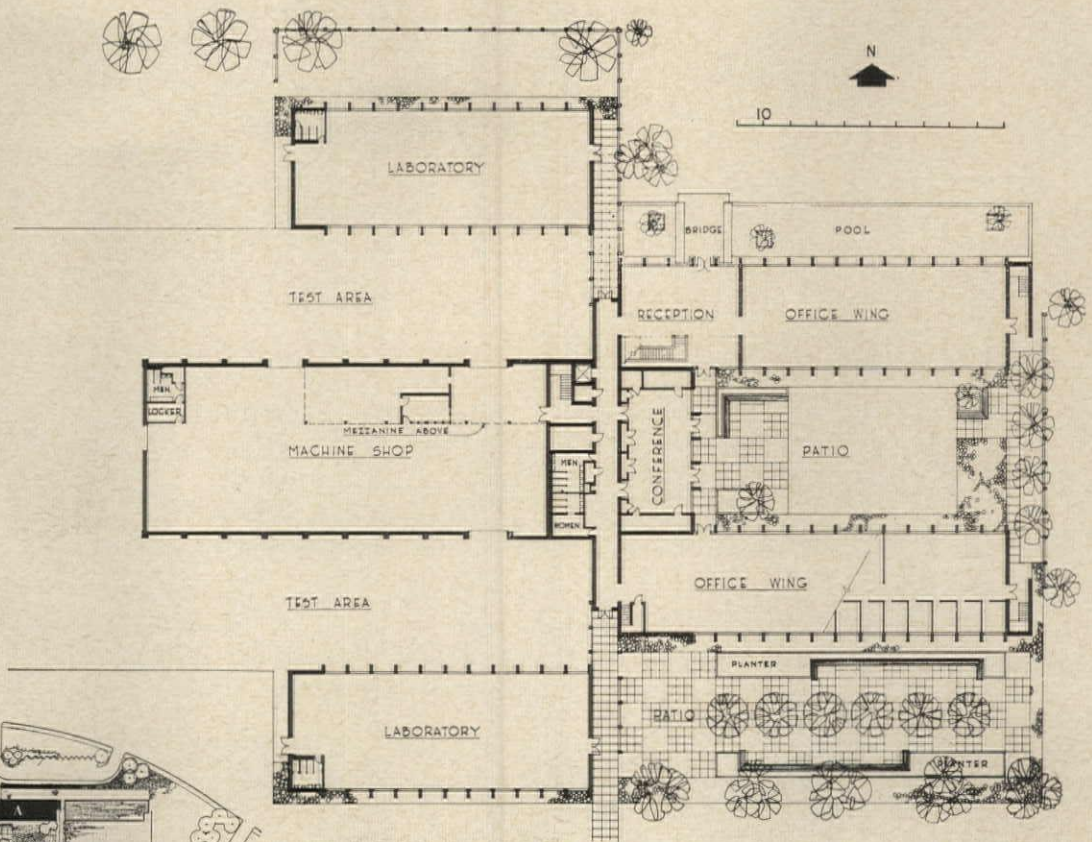 N
10
LABORATORY
BRIDGE
POOL
TEST AREA
RECEPTION
OFFICE WING
MEN
LOCKER
MEZZANINE ABOVE
MACHINE SHOP
CONFERENCE
PATIO
MEN
WOMEN
OFFICE WING
TEST AREA
PLANTER
PATIO
LABORATORY
PLANTER
A